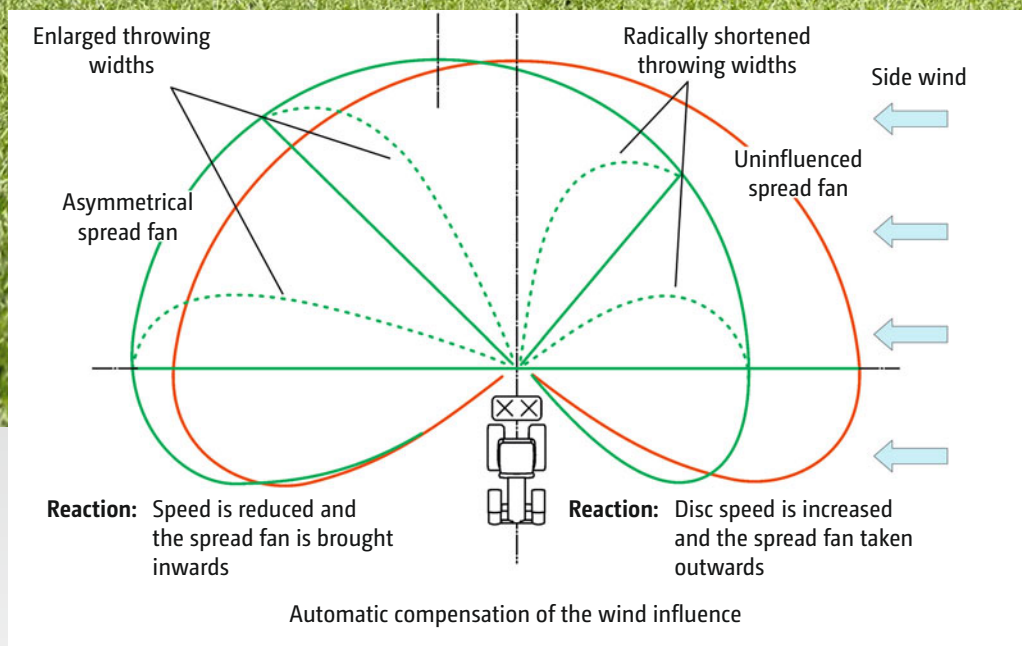 Enlarged throwing
widths
Radically shortened
throwing widths
Side wind
Uninfluenced
spread fan
Asymmetrical
spread fan
Reaction: Speed is reduced and
the spread fan is brought
inwards
Reaction: Disc speed is increased
and the spread fan taken
outwards
Automatic compensation of the wind influence